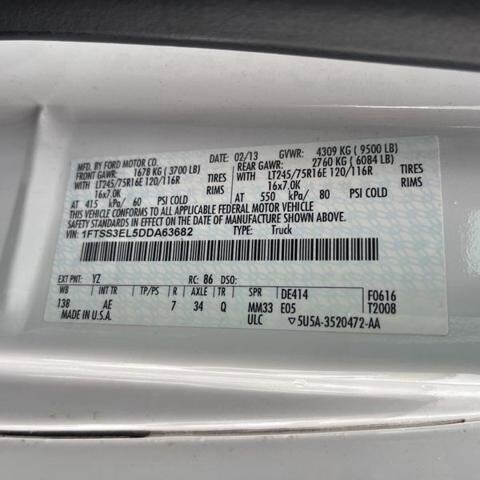 MFD. BY FORD MOTOR CO.
DATE: 02/13 GVWR: 4309 KG ( 9500 LB)
FRONT GAWR: 1678 KG ( 3700 LB) REAR GAWR: 2760 KG ( 6084 LB)
WITH LT245/75R16E 120/116R TIRES WITH LT245/75R16E 120/116R TIRES
16x7.0K RIMS 16x7.0K RIMS
AT 415 kPa/ 60 PSI COLD AT 550 kPa/ 80 PSI COLD
THIS VEHICLE CONFORMS TO ALL APPLICABLE FEDERAL MOTOR VEHICLE
SAFETY STANDARDS IN EFFECT ON THE DATE OF MANUFACTURE SHOWN ABOVE.
VIN: 1FTSS3EL5DDA63682 TYPE: Truck
EXT PNT: YZ RC: 86 DSO:
WB INT TR TP/PS R AXLE TR SPR DE414 F0616
138 AE 7 34 Q MM33 E05 T2008
MADE IN U.S.A. ULC 5U5A-3520472-AA